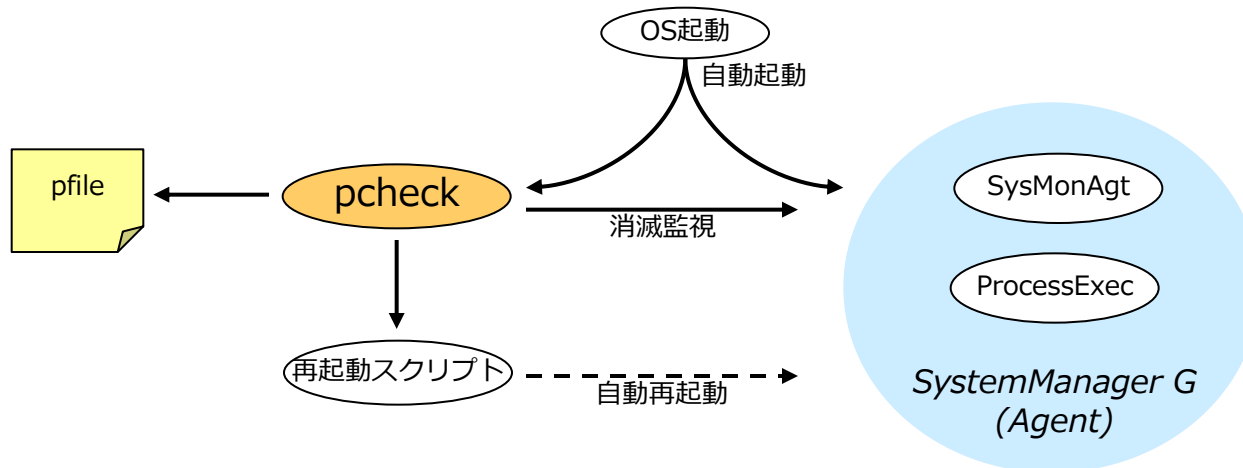 OS起動
自動起動
pfile
pcheck
SysMonAgt
消滅監視
ProcessExec
再起動スクリプト
自動再起動
SystemManager G
(Agent)